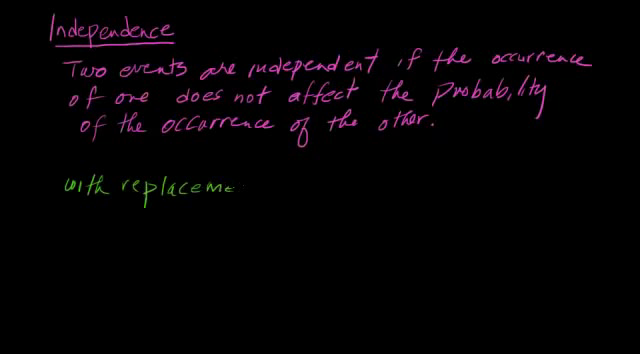 Independence
Two events are independent if the occurrence
of one does not affect the probability
of the occurrence of the other.
with replaceme